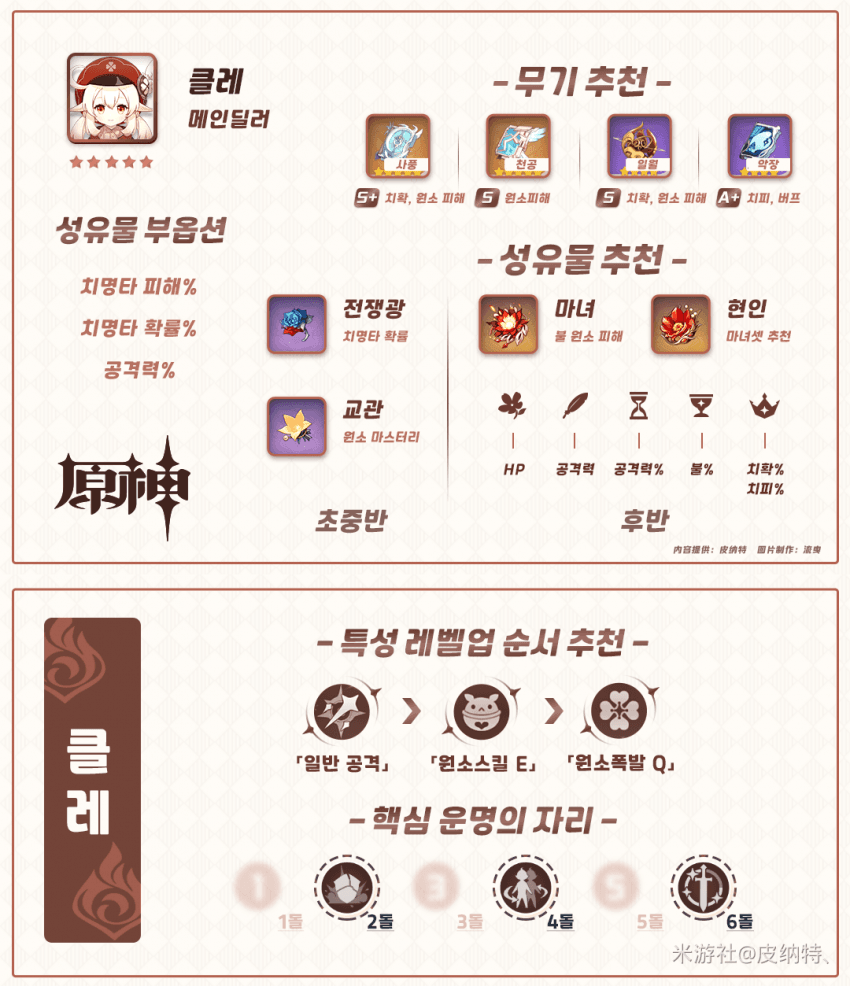 클레
메인딜러
성유물 부옵션
치명타 피해%
치명타 확률%
공격력%
原神
- 무기 추천 -
사풍
천공
일월
악장
S+ 치확, 원소 피해
S 원소피해
S 치확, 원소 피해
A+ 치피, 버프
- 성유물 추천 -
전쟁광
치명타 확률
교관
원소 마스터리
초중반
마녀
불 원소 피해
현인
마녀셋 추천
HP
공격력
공격력%
불%
치확%
치피%
후반
内容提供：皮纳特 图片制作：流曳
클레
- 특성 레벨업 순서 추천 -
「일반 공격」
「원소스킬 E」
「원소폭발 Q」
- 핵심 운명의 자리 -
1
3
5
1돌
2돌
3돌
4돌
5돌
6돌
米游社@皮纳特、